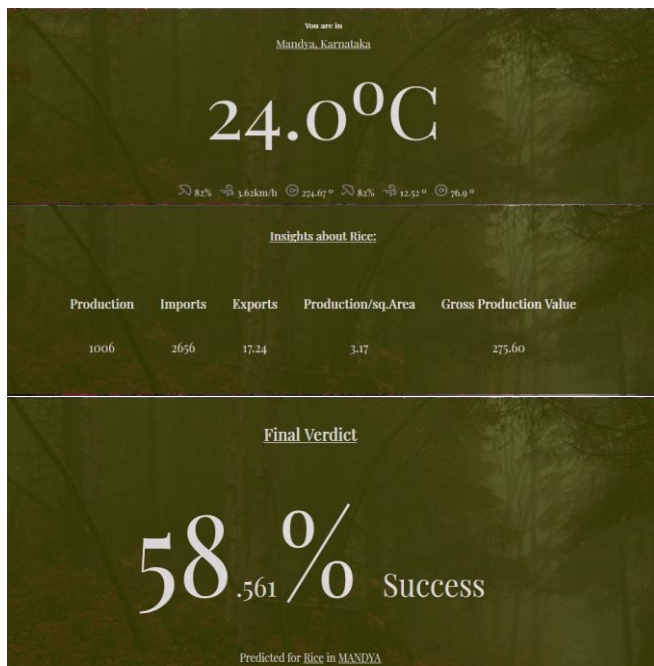 You are in
Mandya, Karnataka
24.0⁰C
82% 3.62km/h 274.67 º 82% 12.52 º 76.9 º
Insights about Rice:
Production Imports Exports Production/sq.Area Gross Production Value
1006 2656 17.24 3.17 275.60
Final Verdict
58.561% Success
Predicted for Rice in MANDYA